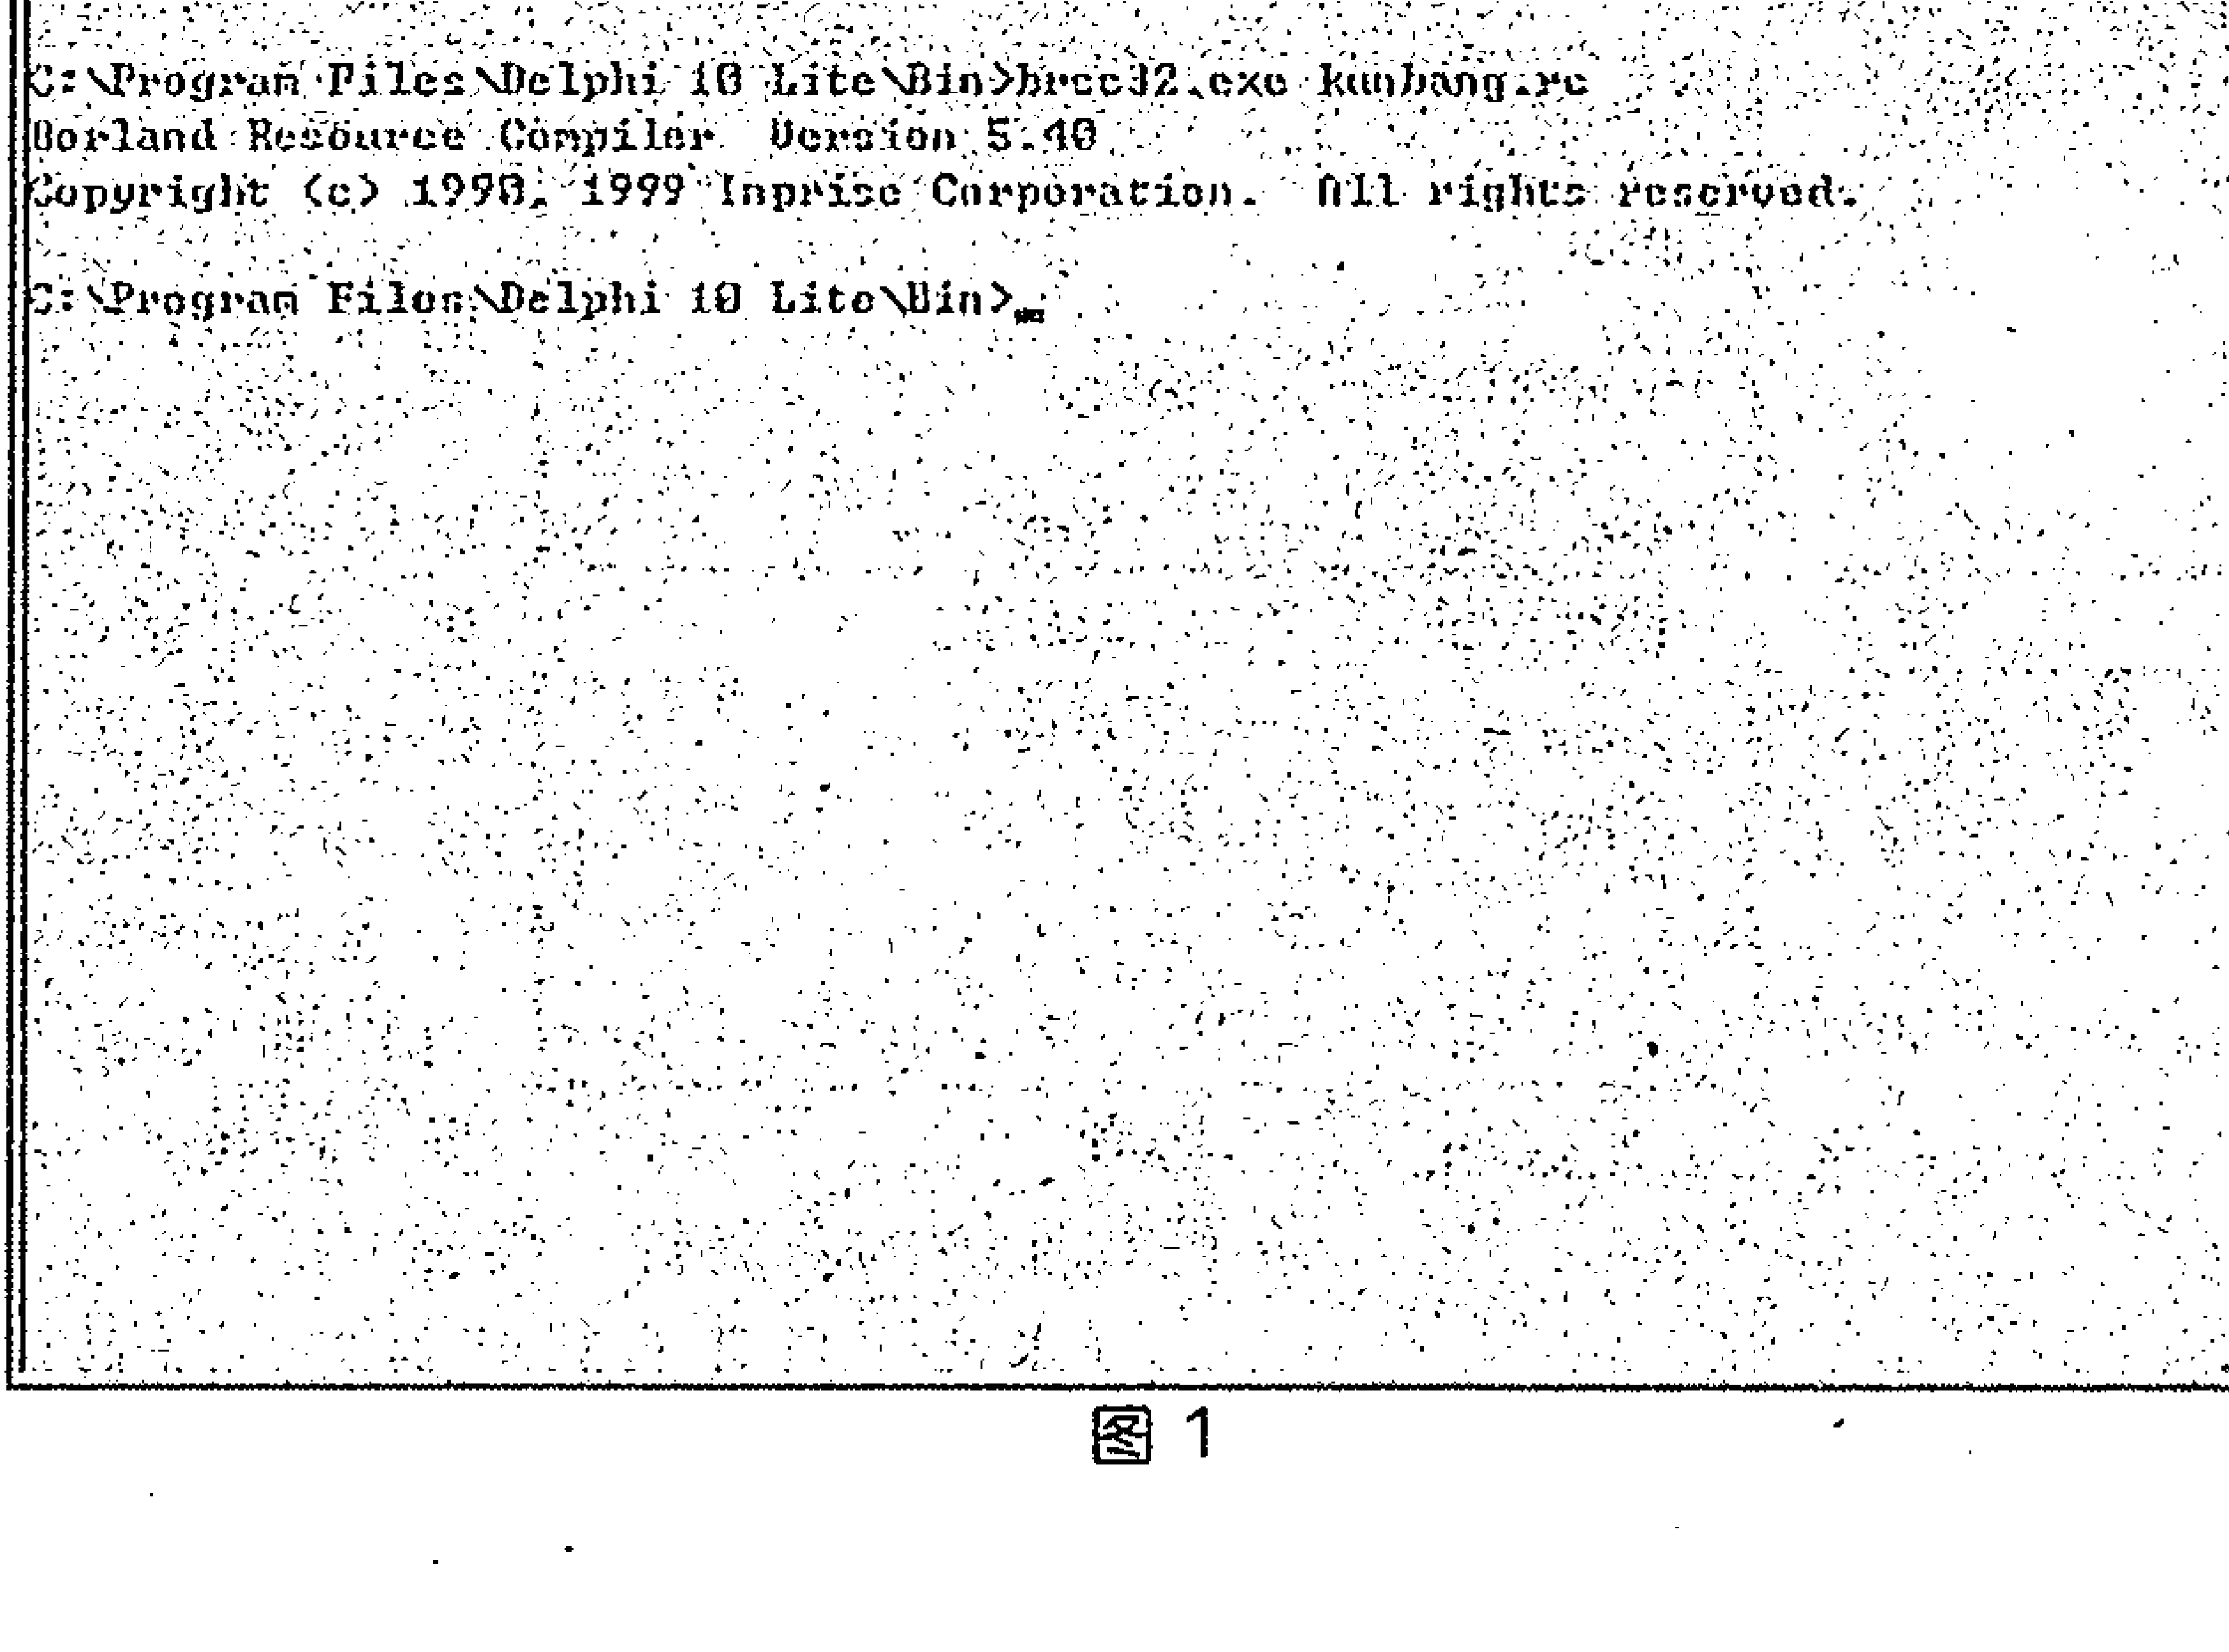 C:\Program Files\Delphi 10 Lite\Bin>brcc32.exe kunbang.rc
Borland Resource Compiler  Version 5.40
Copyright (c) 1990, 1999 Inprise Corporation.  All rights reserved.
C:\Program Files\Delphi 10 Lite\Bin>_
图 1